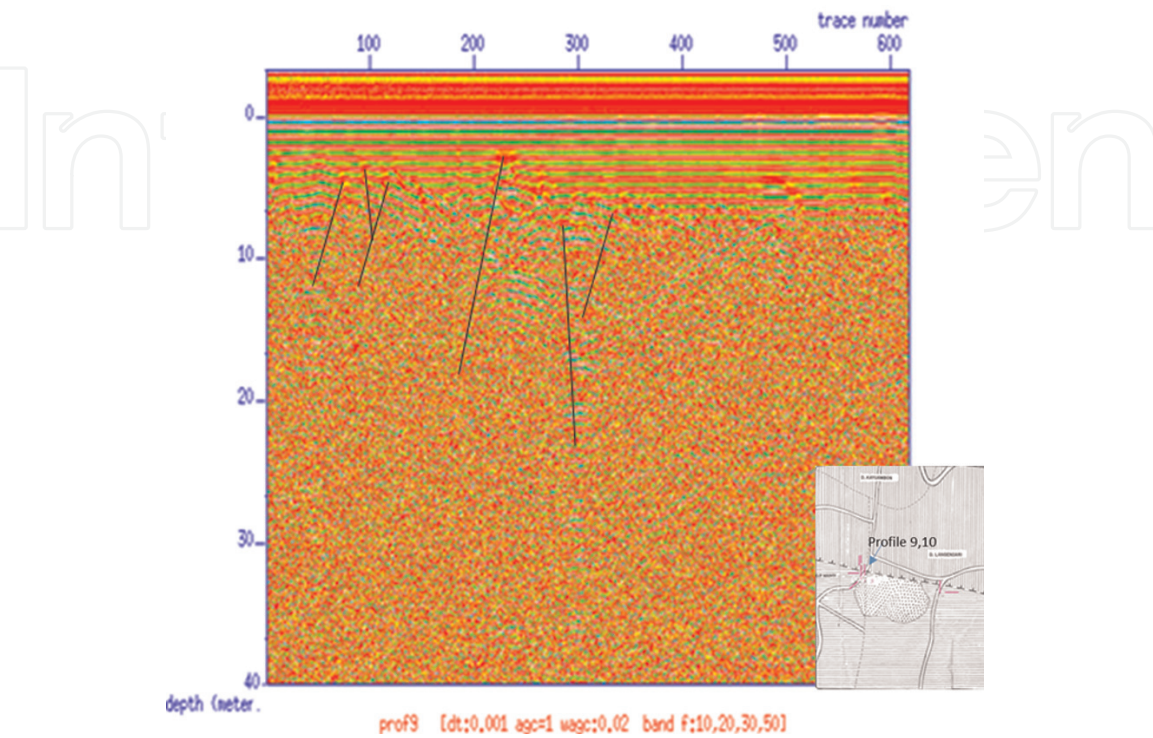 trace number
100 200 300 400 500 600
0
10
20
30
40
depth (meter.
prof9 [dt:0.001 agc=1 wagc:0.02 band f:10,20,30,50]
Profile 9,10